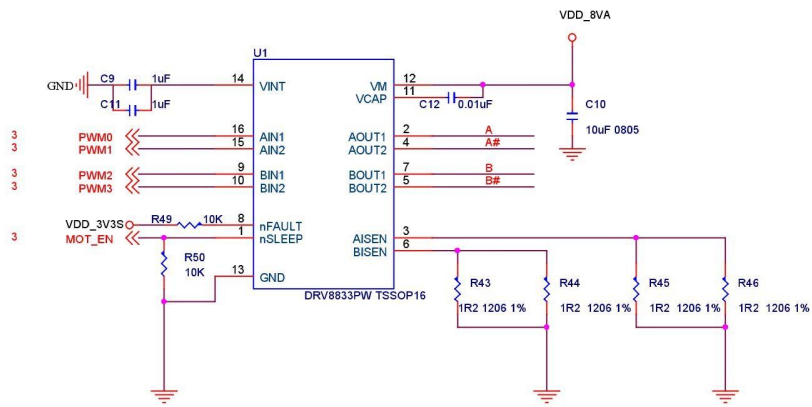 VDD_8VA
U1
GND C9 1uF 14 VINT VM 12
VCAP 11 C12 0.01uF C10
C11 1uF 10uF 0805
3 PWM0 16 AIN1 AOUT1 2 A
3 PWM1 15 AIN2 AOUT2 4 A#
3 PWM2 9 BIN1 BOUT1 7 B
3 PWM3 10 BIN2 BOUT2 5 B#
VDD_3V3S R49 10K 8 nFAULT
3 MOT_EN 1 nSLEEP AISEN 3
BISEN 6
R50
10K 13 GND
R43 R44 R45 R46
DRV8833PW TSSOP16
1R2 1206 1% 1R2 1206 1% 1R2 1206 1% 1R2 1206 1%